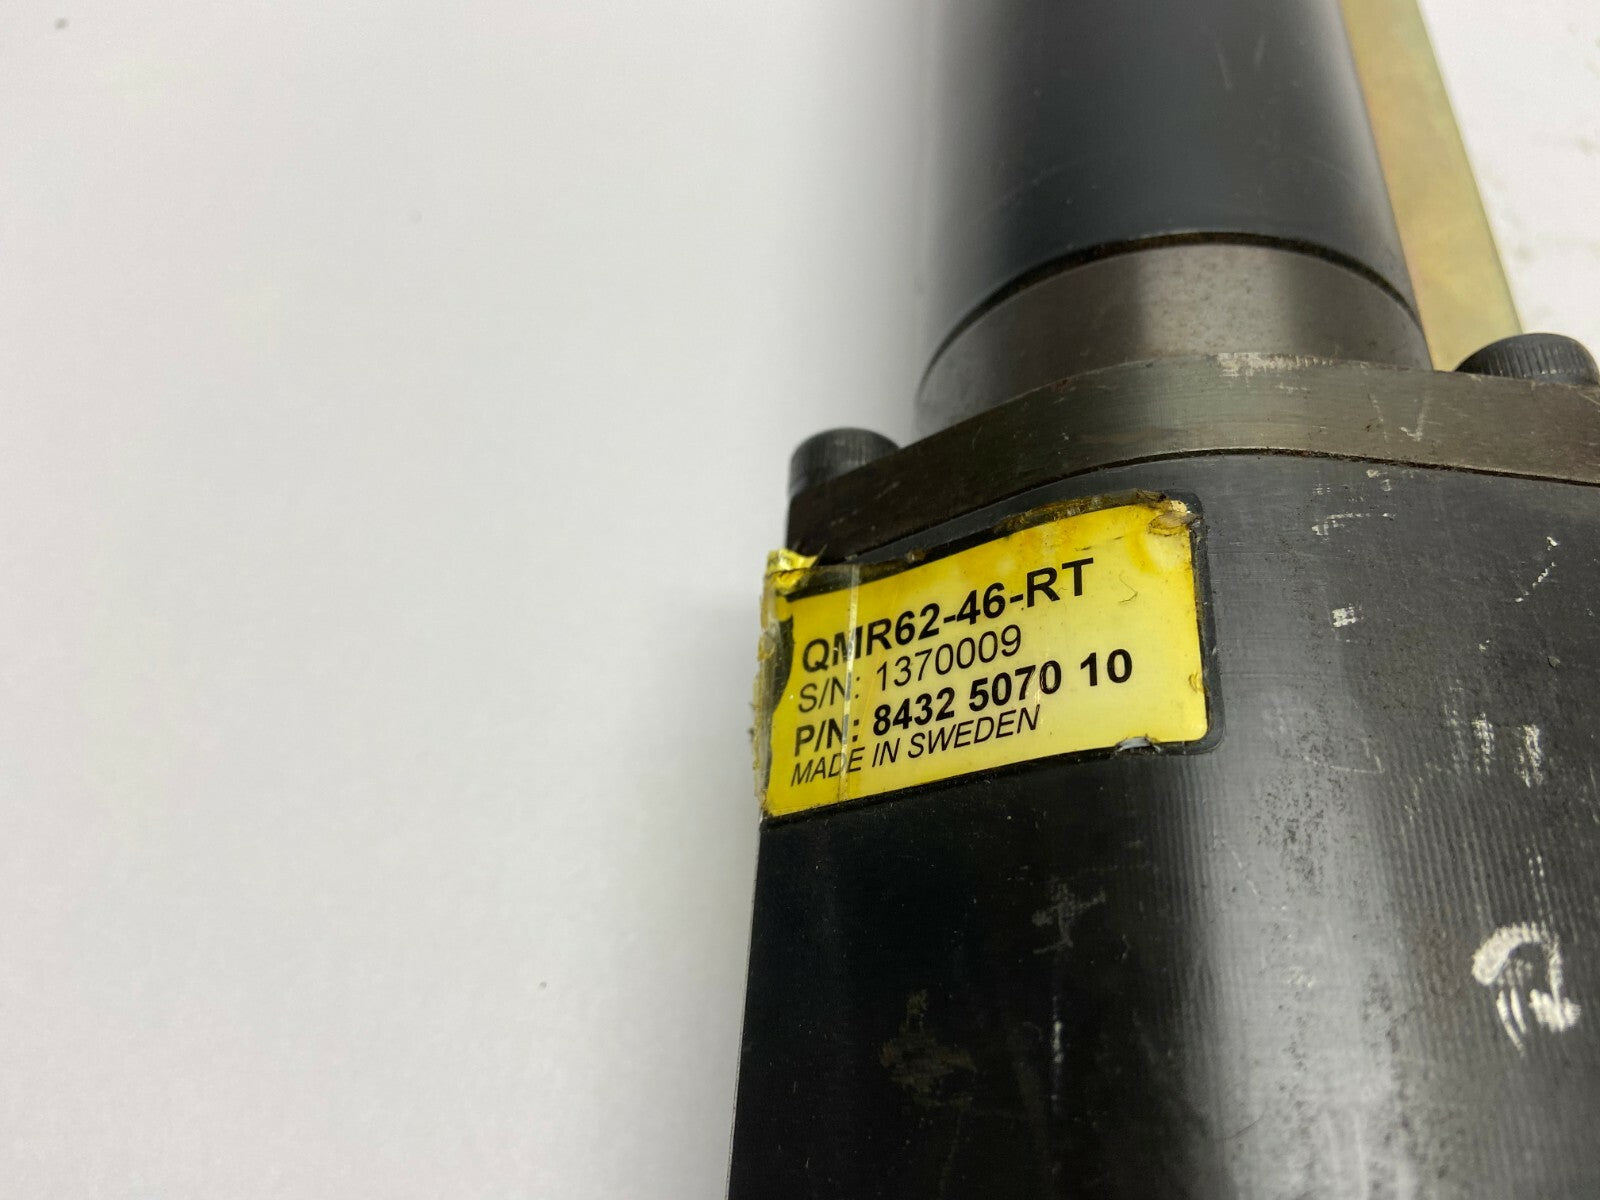 QMR62-46-RT
S/N: 1370009
P/N: 8432 5070 10
MADE IN SWEDEN